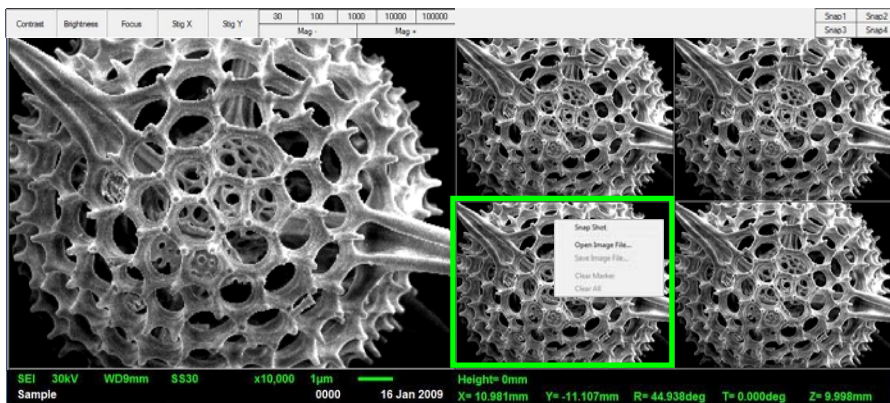 Contrast Brightness Focus Stig X Stig Y
30 100 1000 10000 100000
Mag - Mag +
Snap1 Snap2
Snap3 Snap4
Snap Shot
Open Image File...
Save Image File...
Clear Marker
Clear All
SEI 30kV WD9mm SS30 x10,000 1µm
Sample 0000 16 Jan 2009
Height= 0mm
X= 10.981mm Y= -11.107mm R= 44.938deg T= 0.000deg Z= 9.998mm